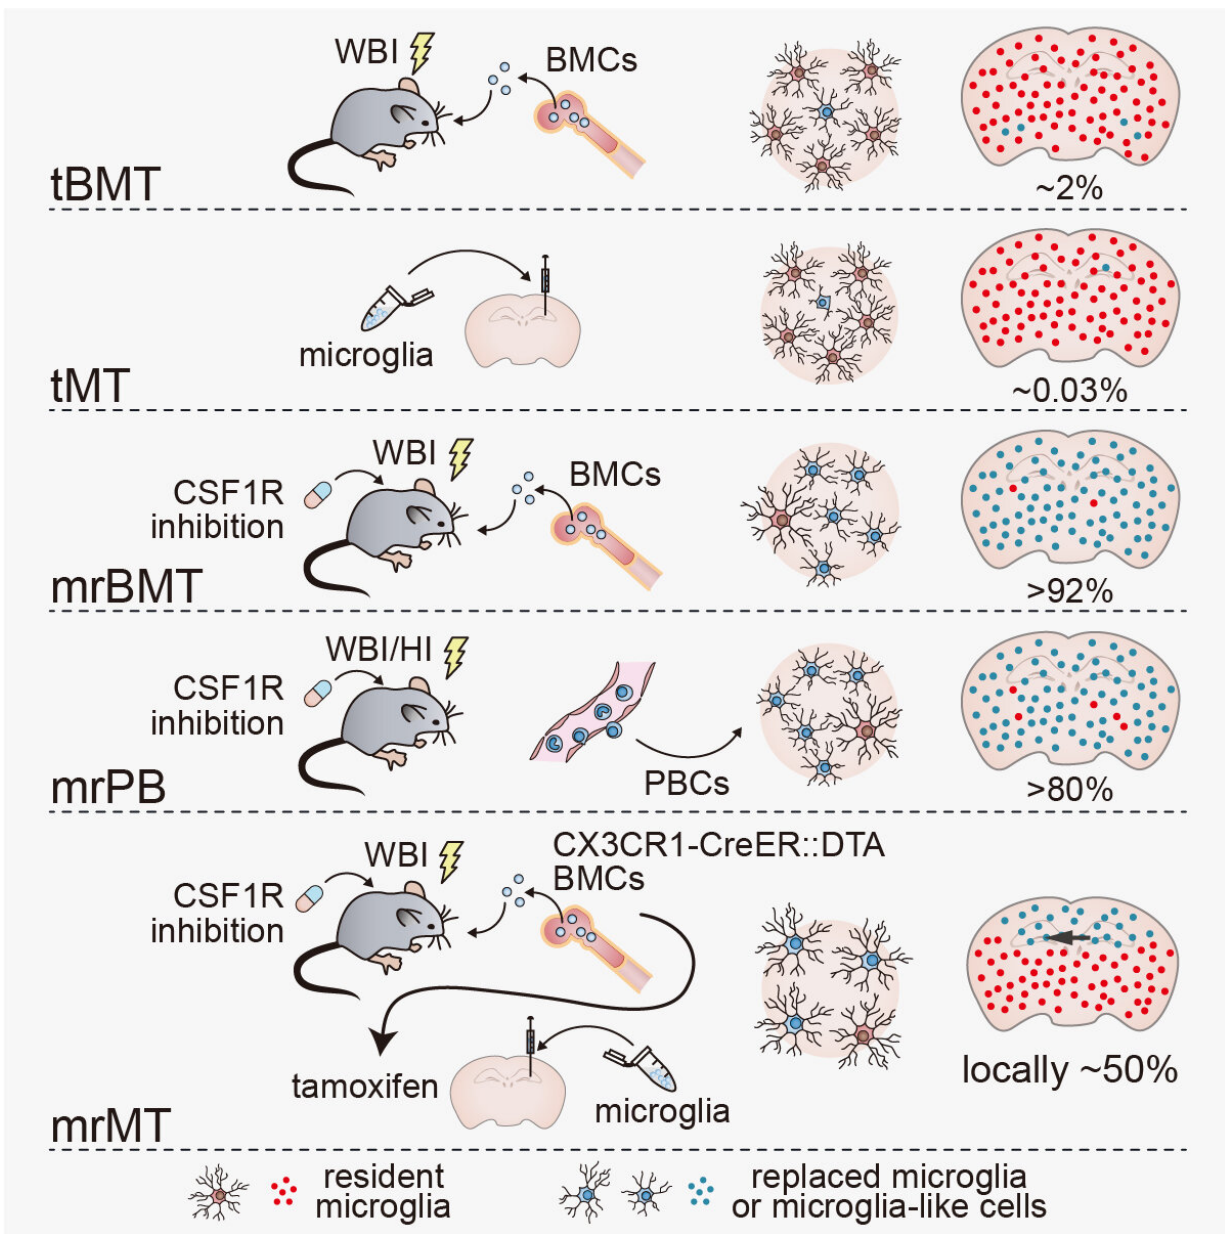 WBI
BMCs
tBMT
~2%
microglia
tMT
~0.03%
WBI
BMCs
CSF1R
inhibition
mrBMT
>92%
WBI/HI
CSF1R
inhibition
PBCs
mrPB
>80%
CX3CR1-CreER::DTA
WBI
BMCs
CSF1R
inhibition
tamoxifen
microglia
locally ~50%
mrMT
resident
microglia
replaced microglia
or microglia-like cells